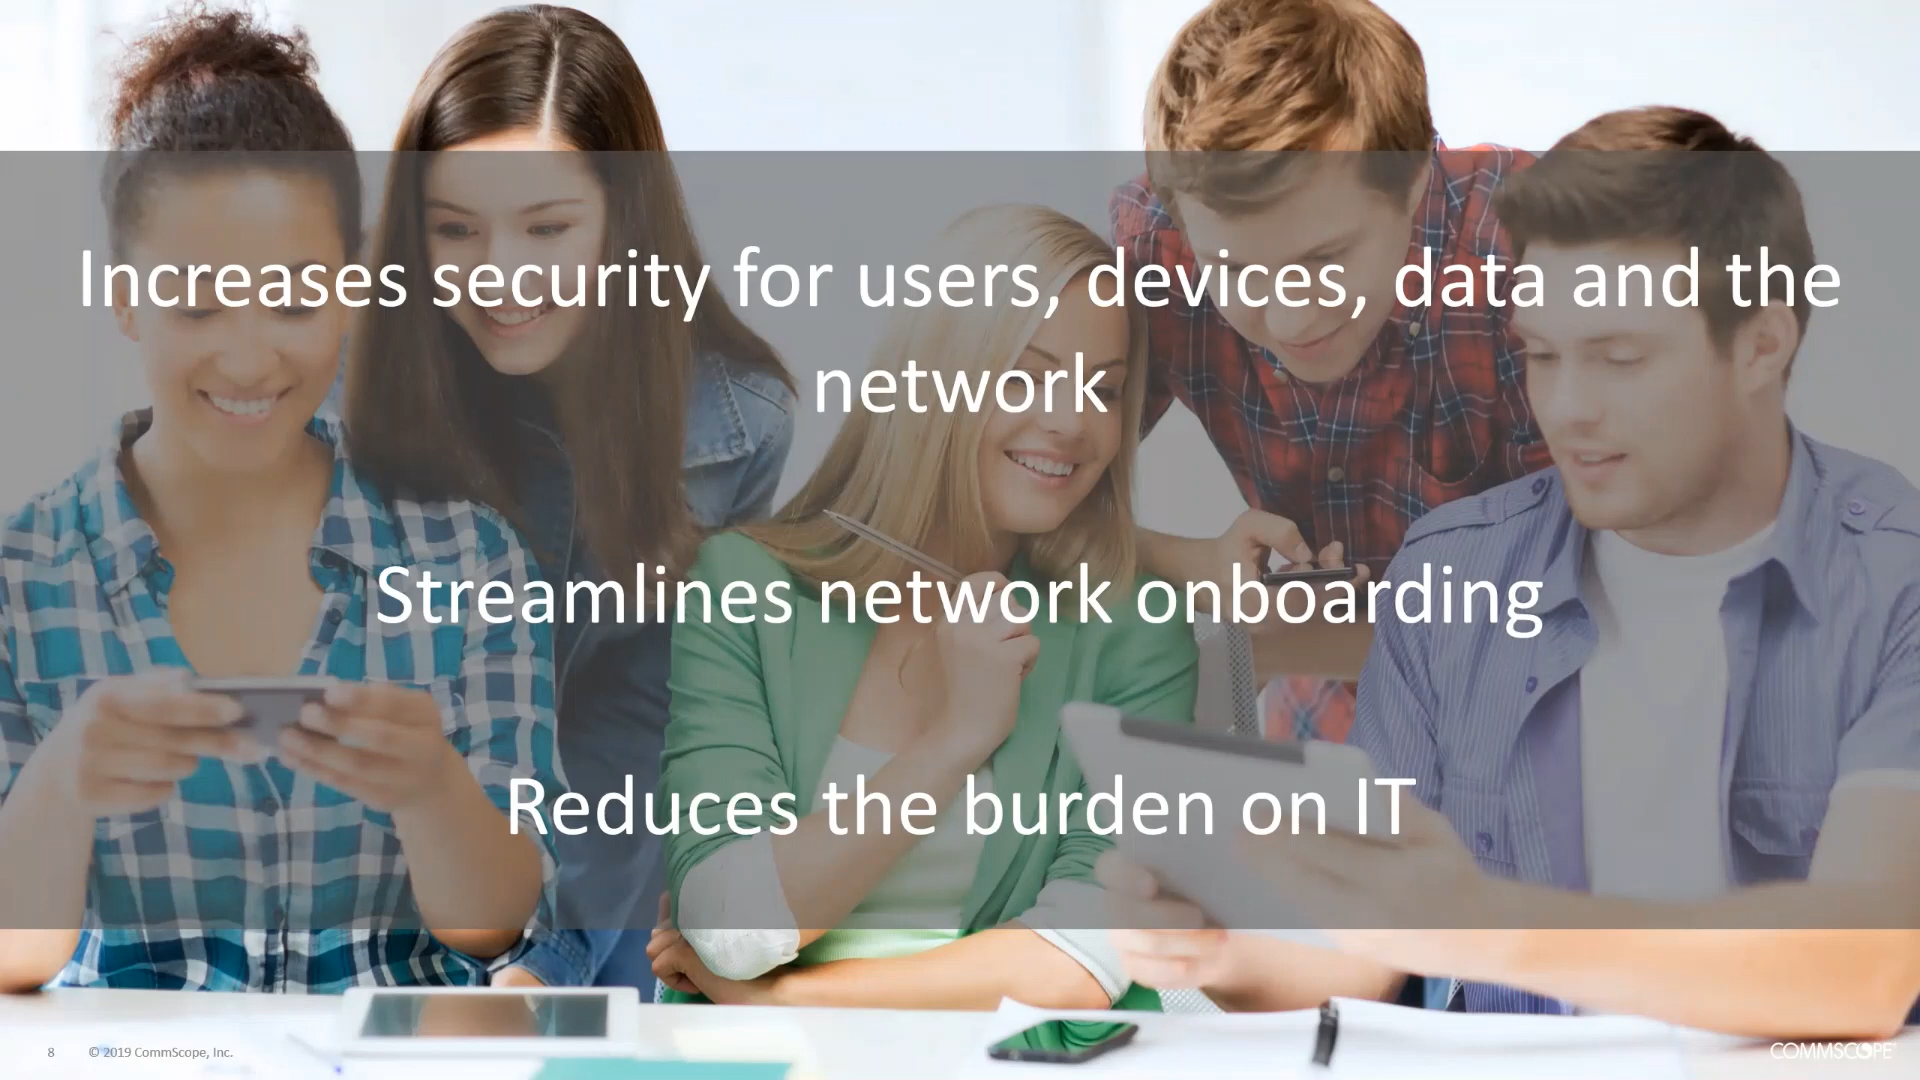 Increases security for users, devices, data and the
network
Streamlines network onboarding
Reduces the burden on IT
8 © 2019 CommScope, Inc.
COMMSCOPE®